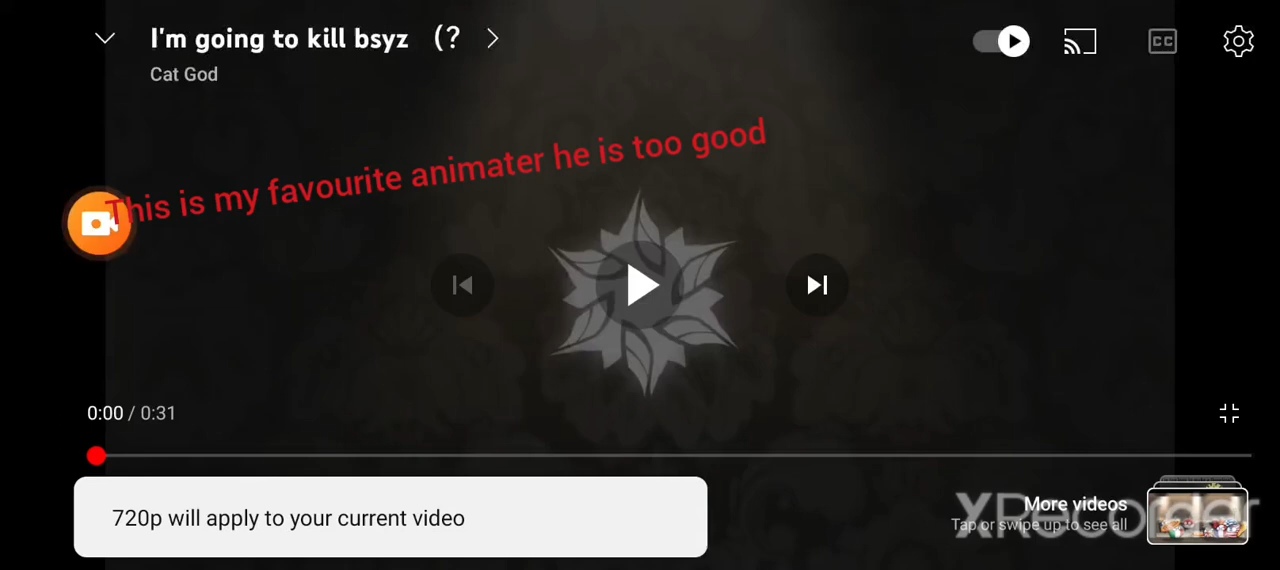 I'm going to kill bsyz (?
Cat God
CC
This is my favourite animater he is too good
0:00 / 0:31
720p will apply to your current video
More videos
Tap or swipe up to see all
XRecorder